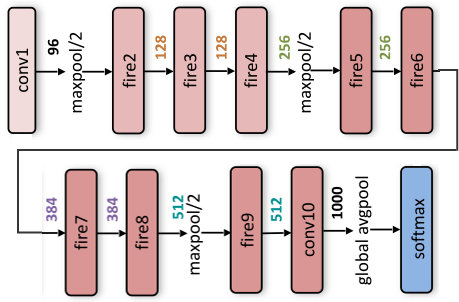 conv1
96
maxpool/2
fire2
128
fire3
128
fire4
256
maxpool/2
fire5
256
fire6
384
fire7
384
fire8
512
maxpool/2
fire9
512
conv10
1000
global avgpool
softmax